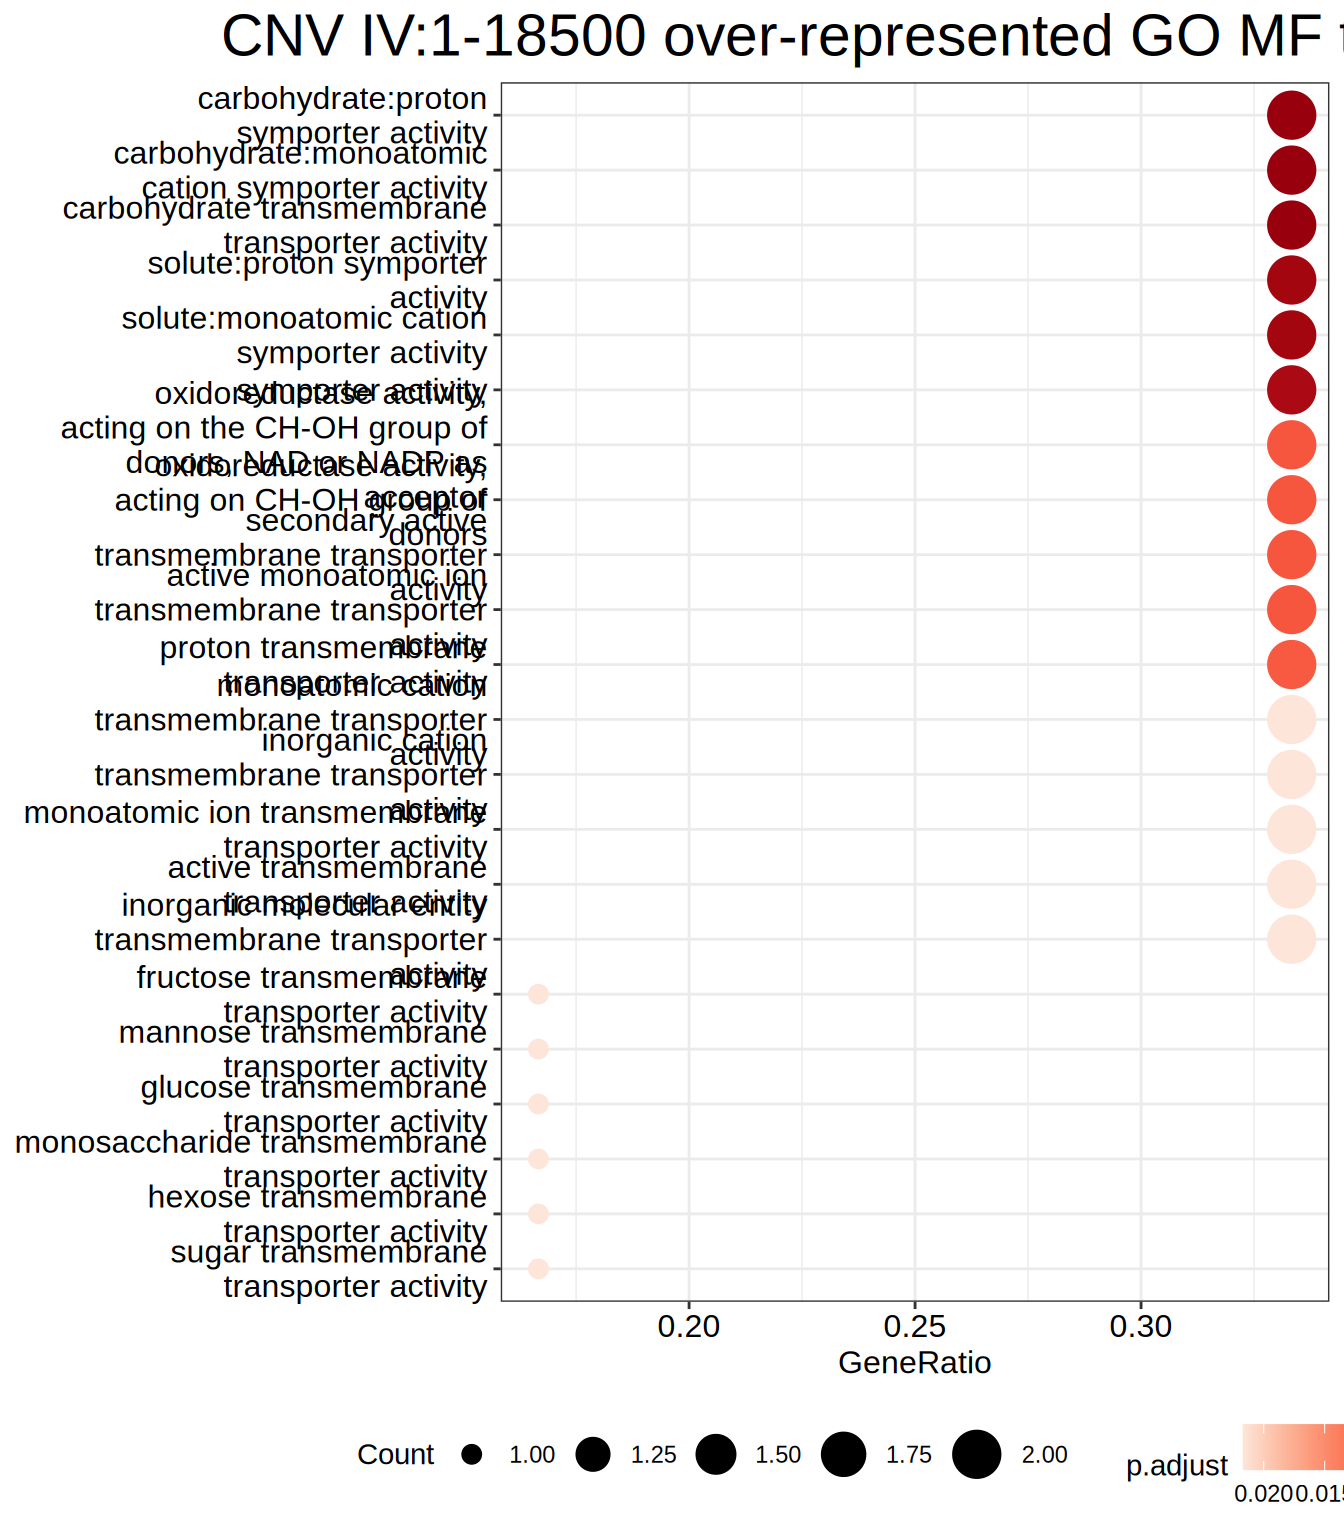 CNV IV:1-18500 over-represented GO MF
carbohydrate:proton
symporter activity
carbohydrate:monoatomic
cation symporter activity
carbohydrate transmembrane
transporter activity
solute:proton symporter
activity
solute:monoatomic cation
symporter activity
symporter activity
oxidoreductase activity,
acting on the CH-OH group of
donors, NAD or NADP as
acceptor
oxidoreductase activity,
acting on CH-OH group of
donors
secondary active
transmembrane transporter
activity
active monoatomic ion
transmembrane transporter
activity
proton transmembrane
transporter activity
monoatomic cation
transmembrane transporter
activity
inorganic cation
transmembrane transporter
activity
monoatomic ion transmembrane
transporter activity
active transmembrane
transporter activity
inorganic molecular entity
transmembrane transporter
activity
fructose transmembrane
transporter activity
mannose transmembrane
transporter activity
glucose transmembrane
transporter activity
monosaccharide transmembrane
transporter activity
hexose transmembrane
transporter activity
sugar transmembrane
transporter activity
0.20 0.25 0.30
GeneRatio
Count 1.00 1.25 1.50 1.75 2.00
p.adjust
0.020 0.015